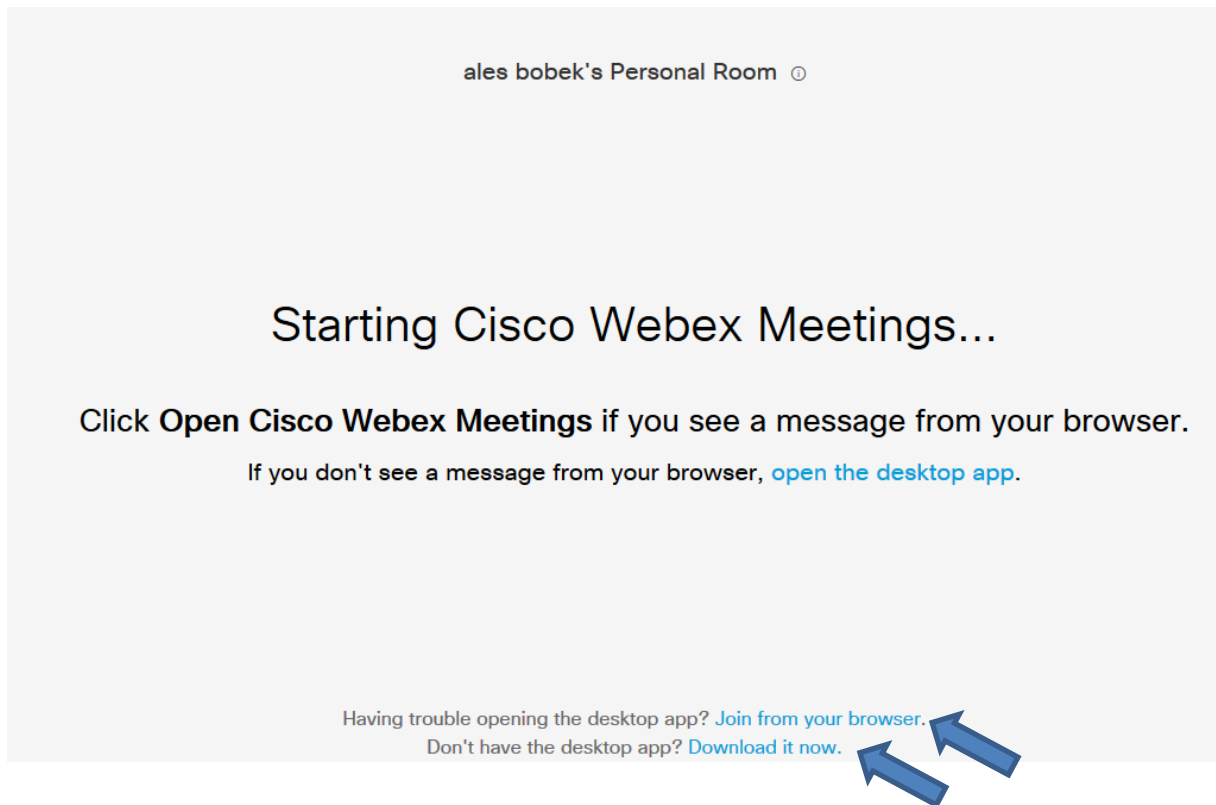 ales bobek's Personal Room
Starting Cisco Webex Meetings...
Click Open Cisco Webex Meetings if you see a message from your browser.
If you don't see a message from your browser, open the desktop app.
Having trouble opening the desktop app? Join from your browser.
Don't have the desktop app? Download it now.